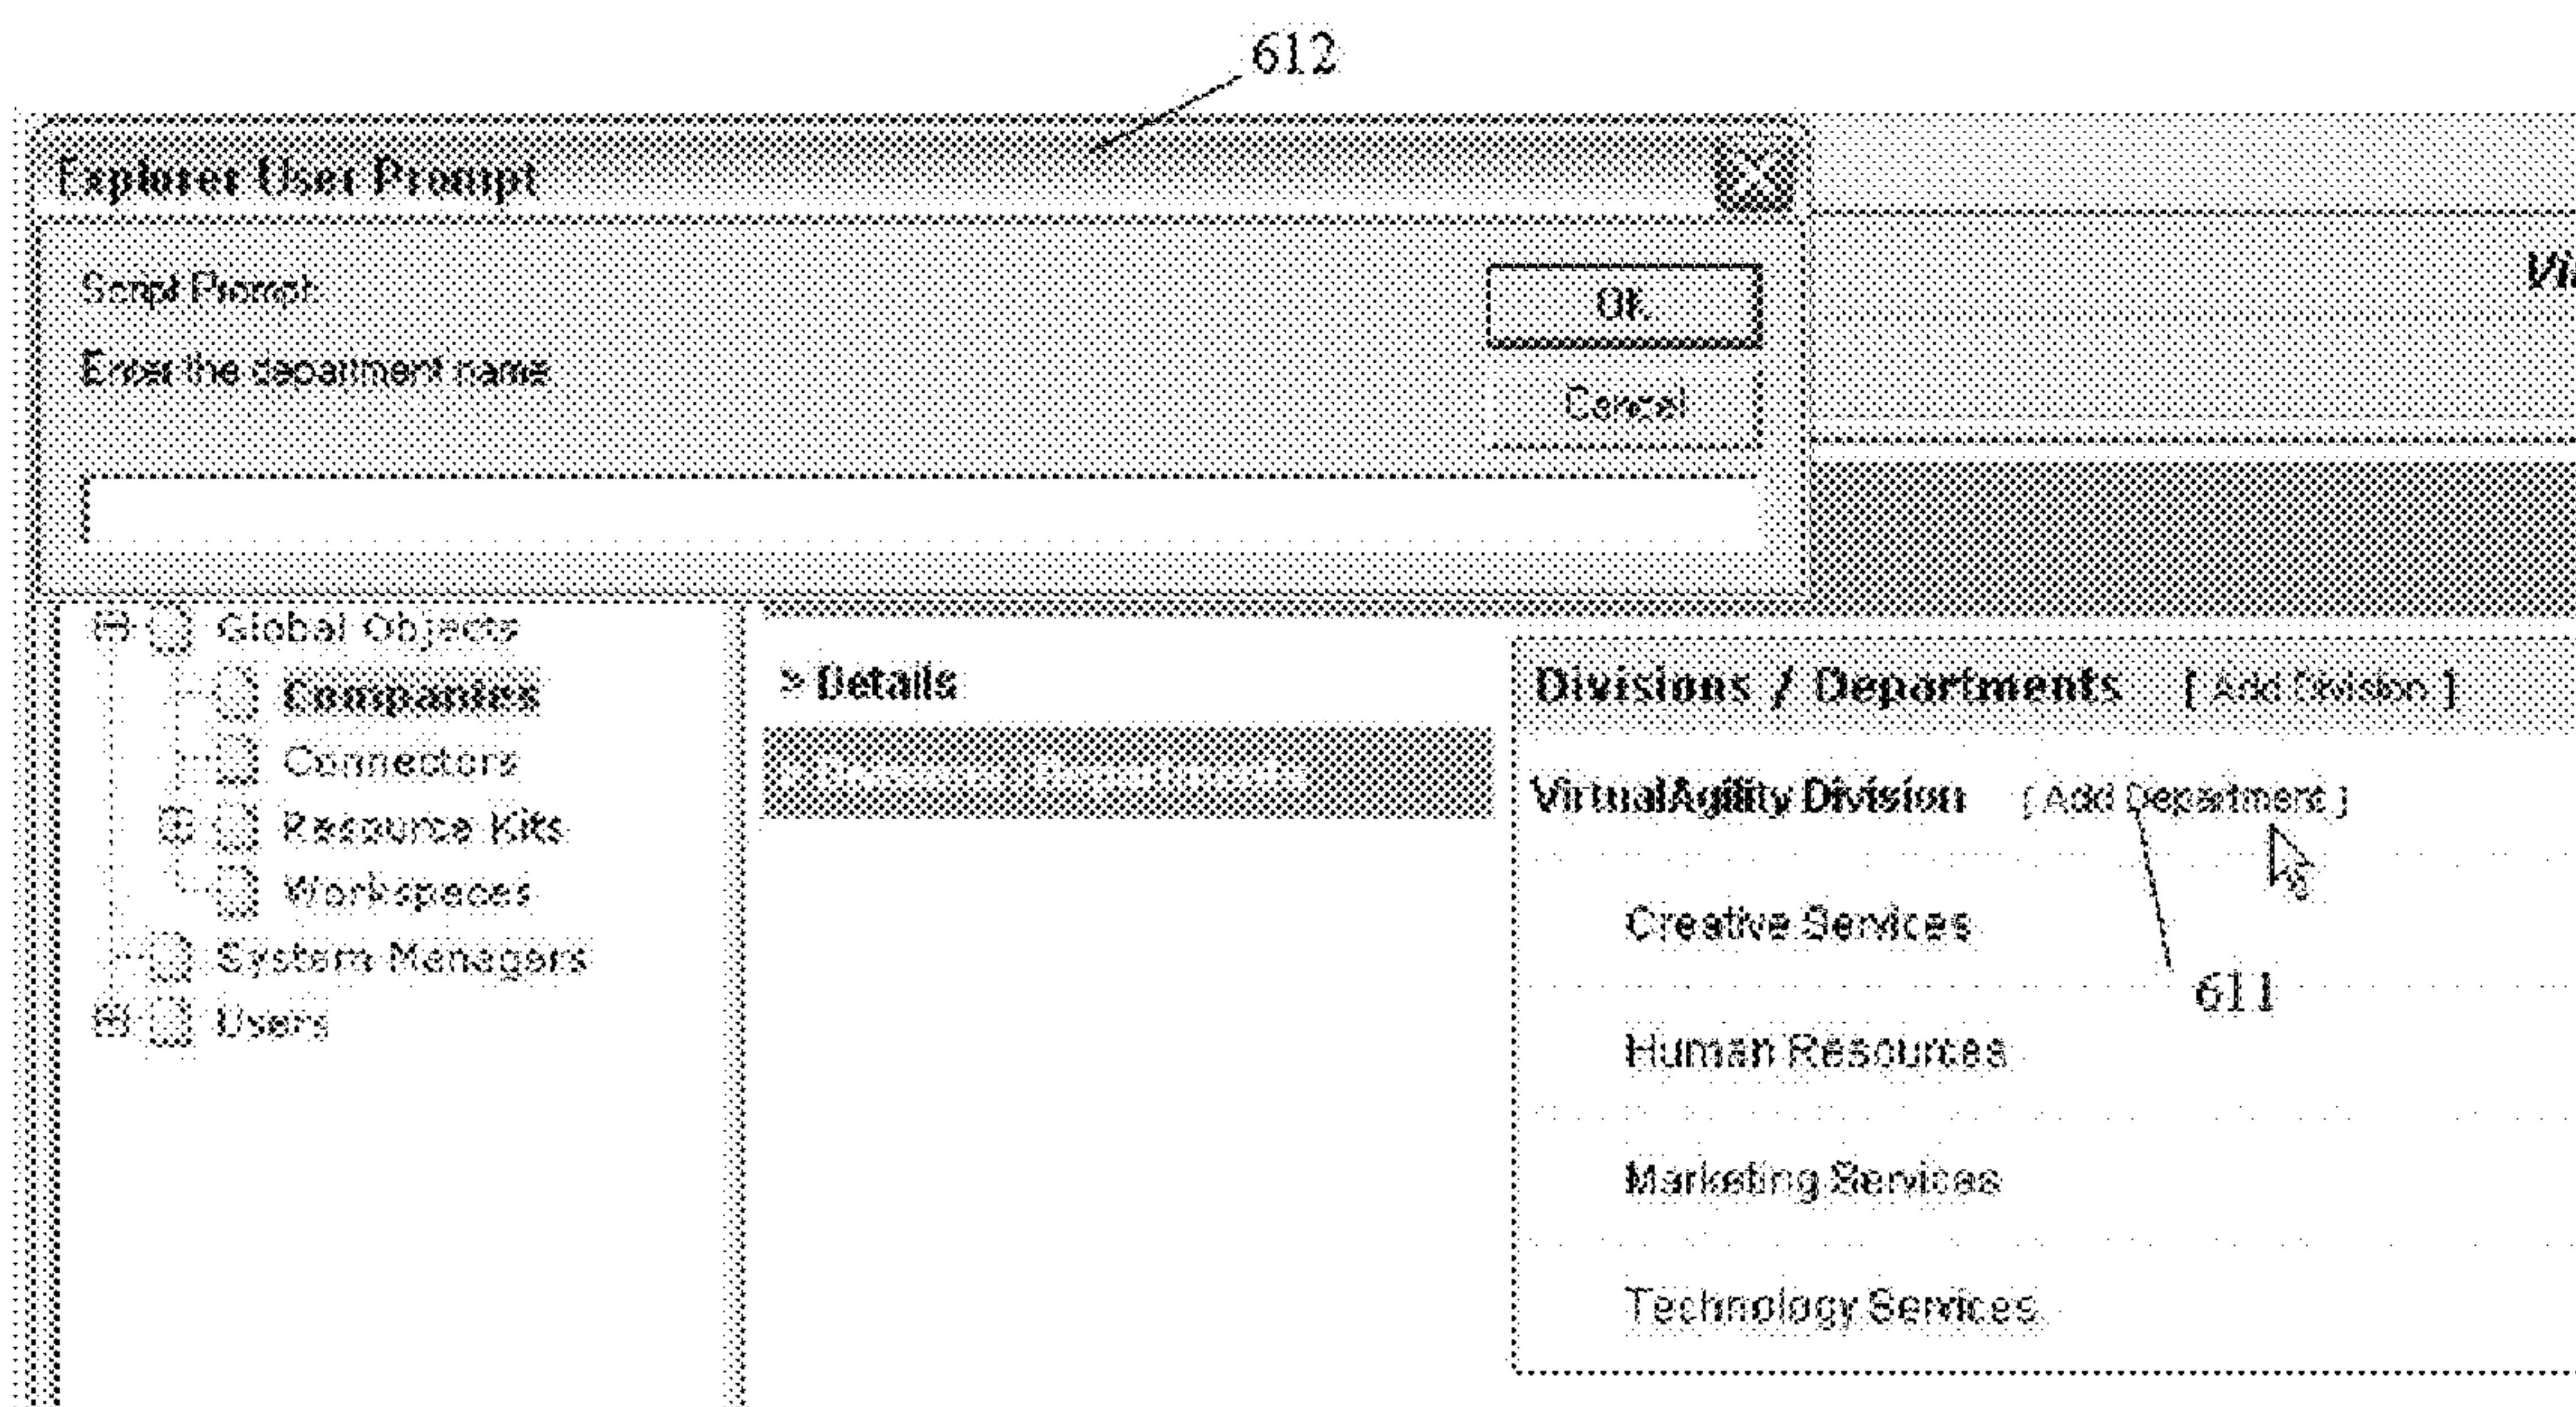 612
Explorer User Prompt
Script Prompt:
OK
Enter the department name
Cancel
Global Objects
Companies
Connectors
Resource Kits
Workspaces
System Managers
Users
> Details
Divisions / Departments [ Add Division ]
VirtualAgility Division [ Add Department ]
Creative Services
611
Human Resources
Marketing Services
Technology Services